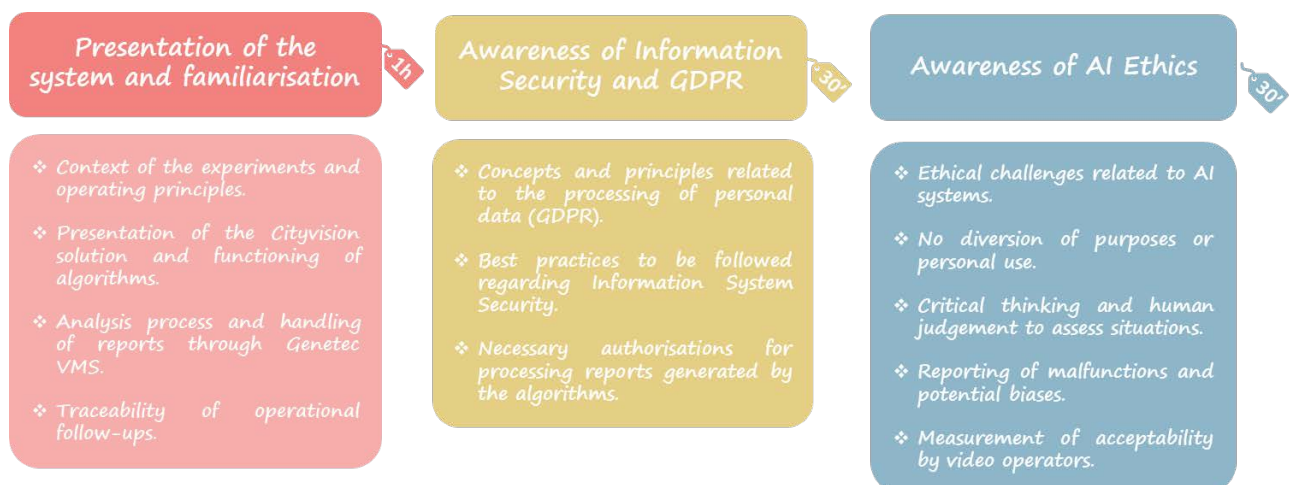 Presentation of the
system and familiarisation
1h
❖ Context of the experiments and
operating principles.
❖ Presentation of the Cityvision
solution and functioning of
algorithms.
❖ Analysis process and handling
of reports through Genetec
VMS.
❖ Traceability of operational
follow-ups.
Awareness of Information
Security and GDPR
30'
❖ Concepts and principles related
to the processing of personal
data (GDPR).
❖ Best practices to be followed
regarding Information System
Security.
❖ Necessary authorisations for
processing reports generated by
the algorithms.
Awareness of AI Ethics
30'
❖ Ethical challenges related to AI
systems.
❖ No diversion of purposes or
personal use.
❖ Critical thinking and human
judgement to assess situations.
❖ Reporting of malfunctions and
potential biases.
❖ Measurement of acceptability
by video operators.